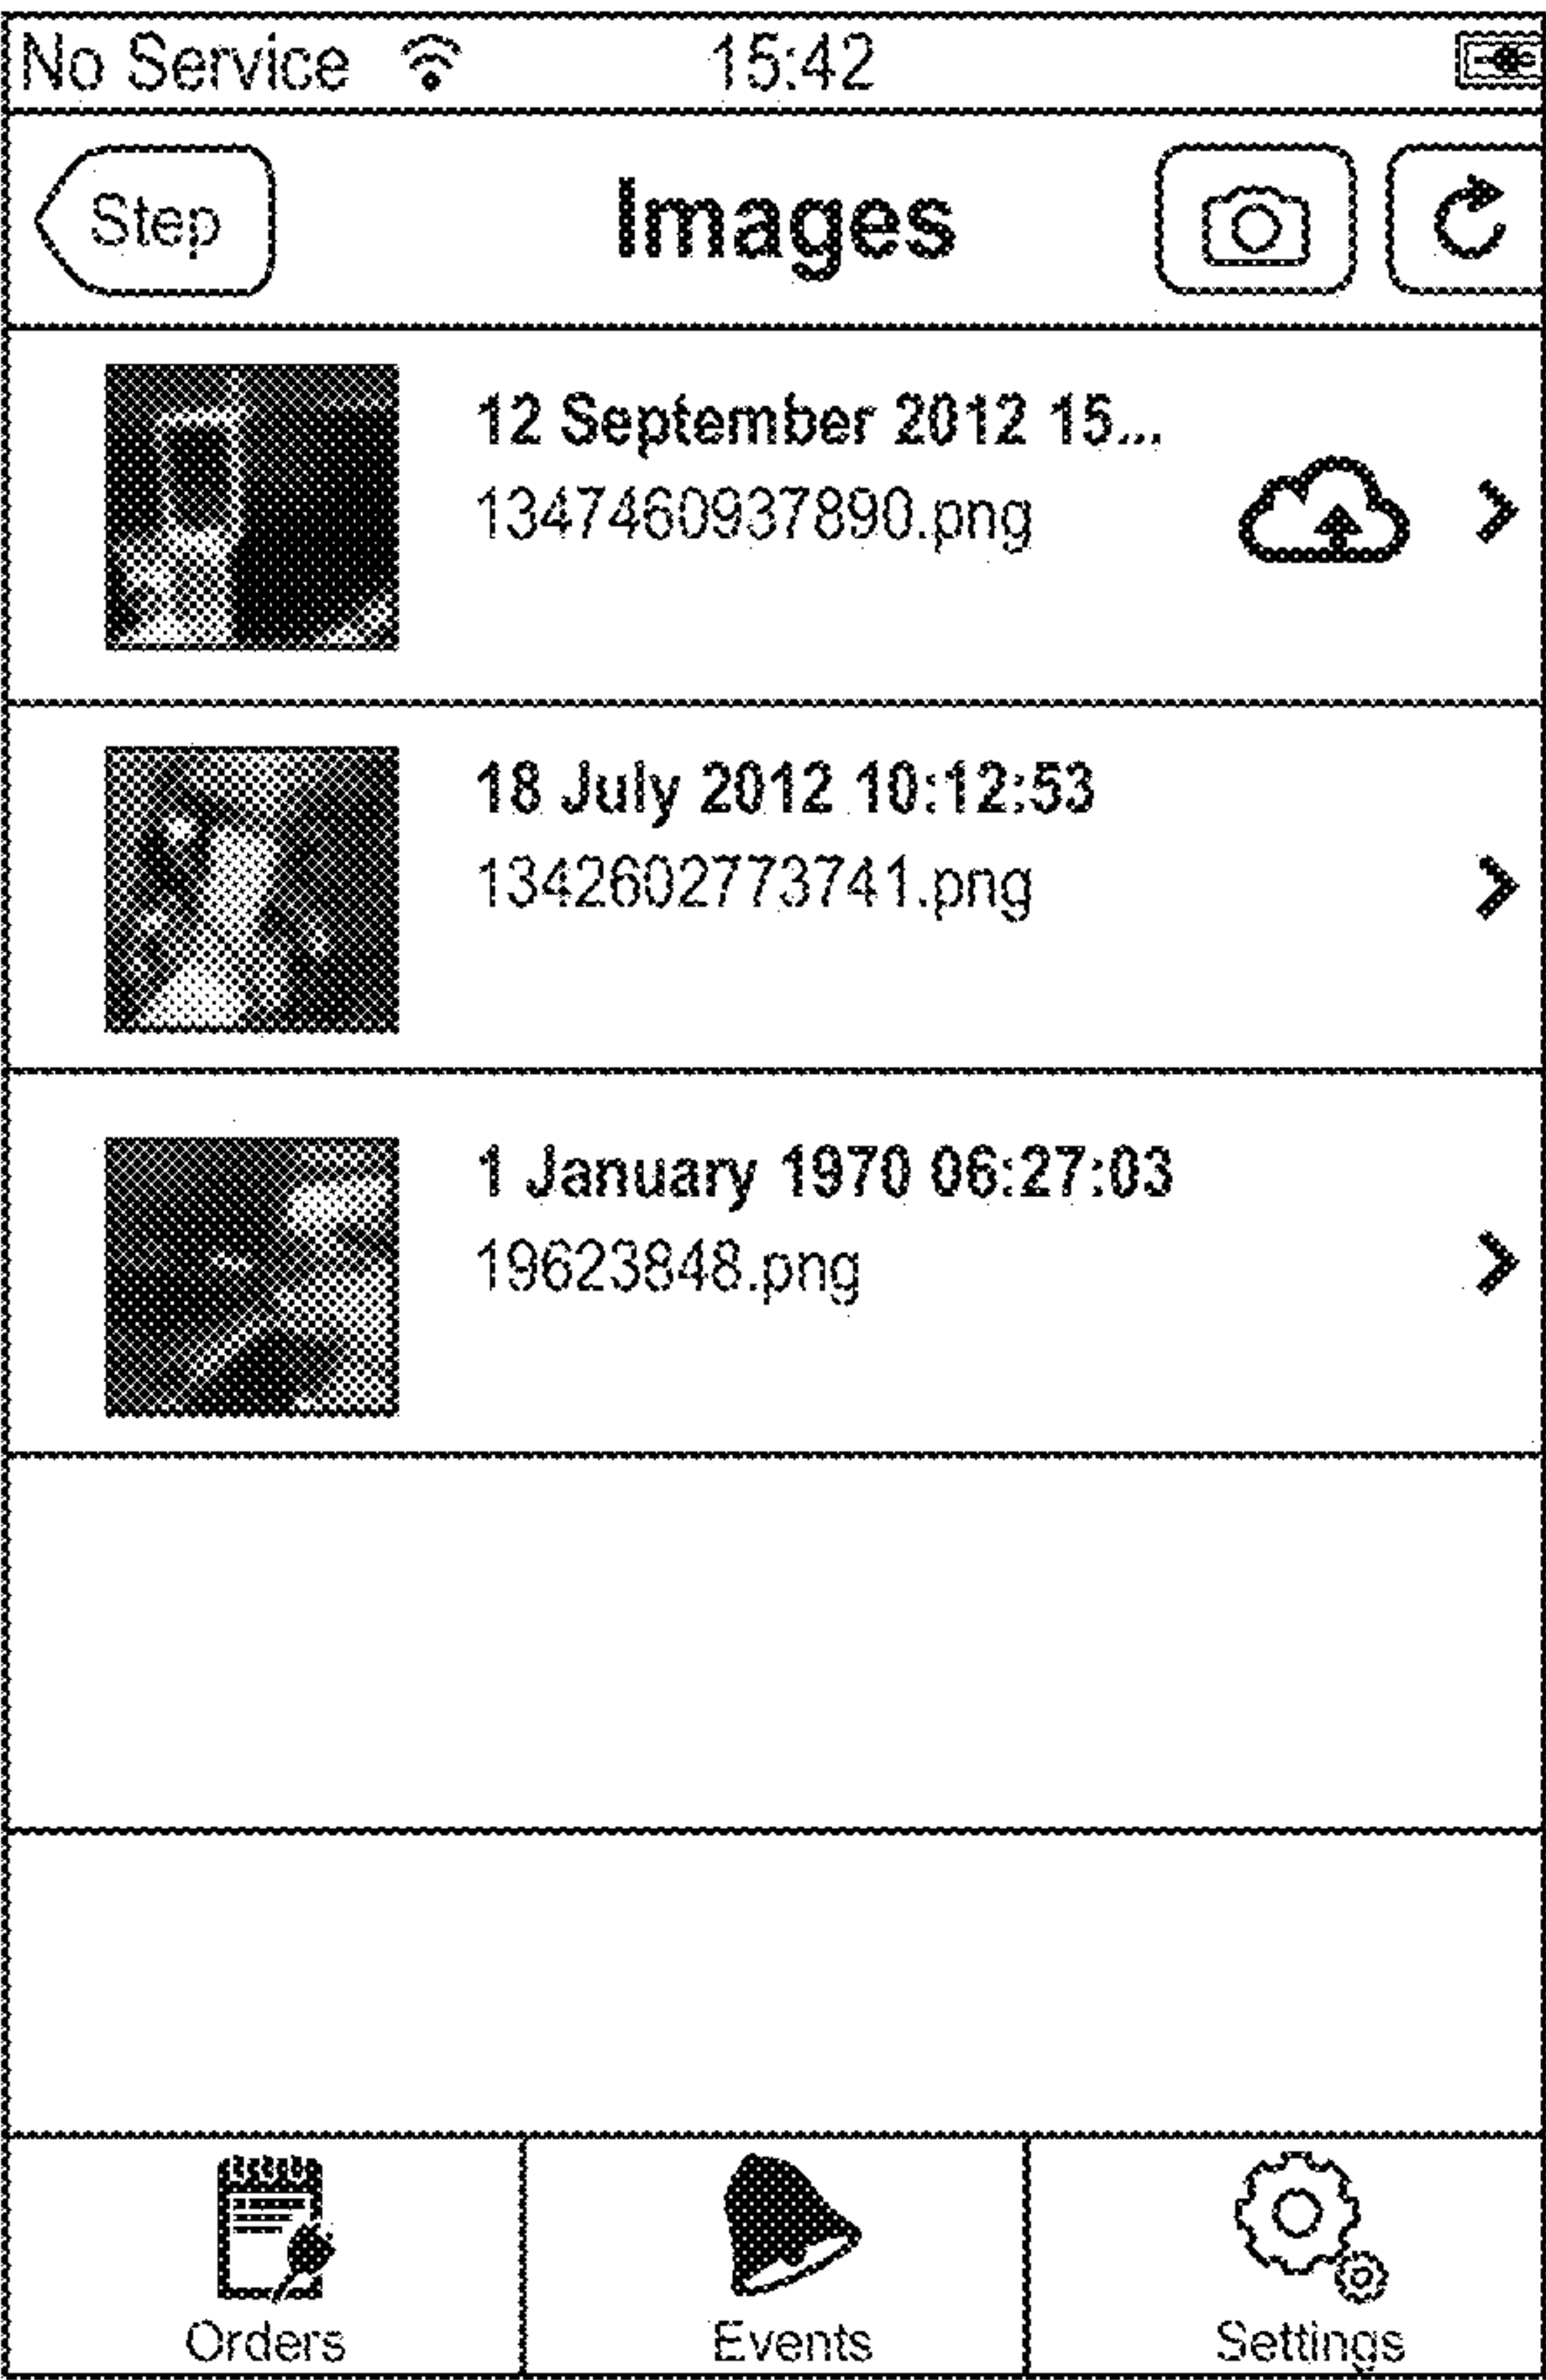 No Service 15:42
Step Images
12 September 2012 15...
1347460937890.png
18 July 2012 10:12:53
1342602773741.png
1 January 1970 06:27:03
19623848.png
Orders Events Settings